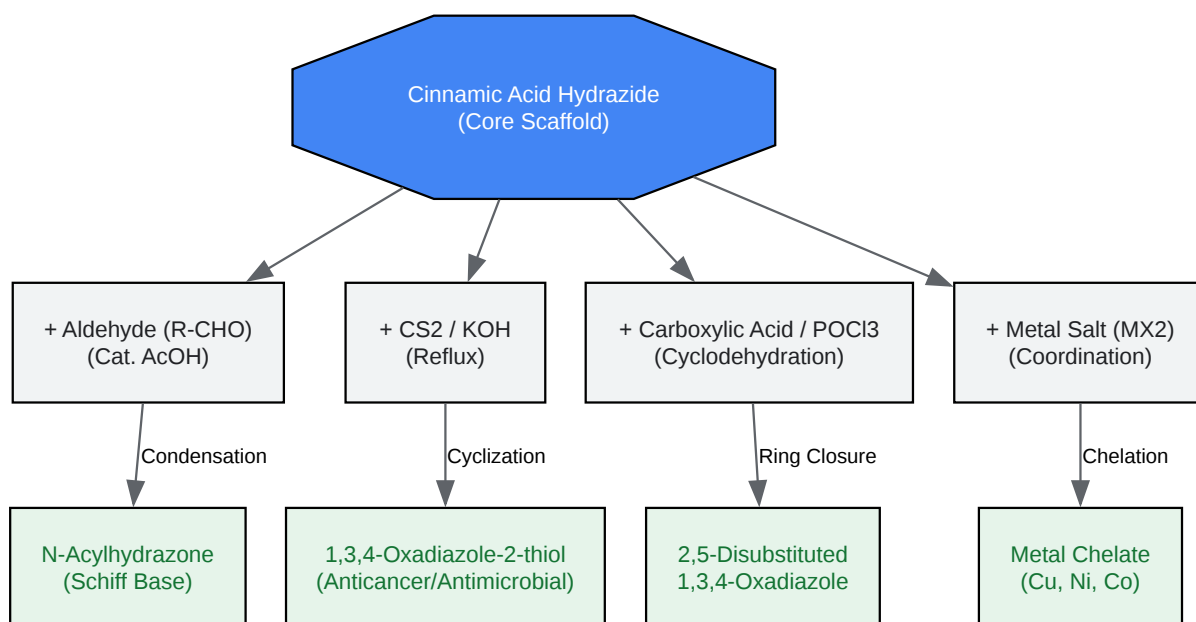 Cinnamic Acid Hydrazide
(Core Scaffold)
+ Aldehyde (R-CHO)
(Cat. AcOH)
+ CS2 / KOH
(Reflux)
+ Carboxylic Acid / POCl3
(Cyclodehydration)
+ Metal Salt (MX2)
(Coordination)
Condensation
Cyclization
Ring Closure
Chelation
N-Acylhydrazone
(Schiff Base)
1,3,4-Oxadiazole-2-thiol
(Anticancer/Antimicrobial)
2,5-Disubstituted
1,3,4-Oxadiazole
Metal Chelate
(Cu, Ni, Co)